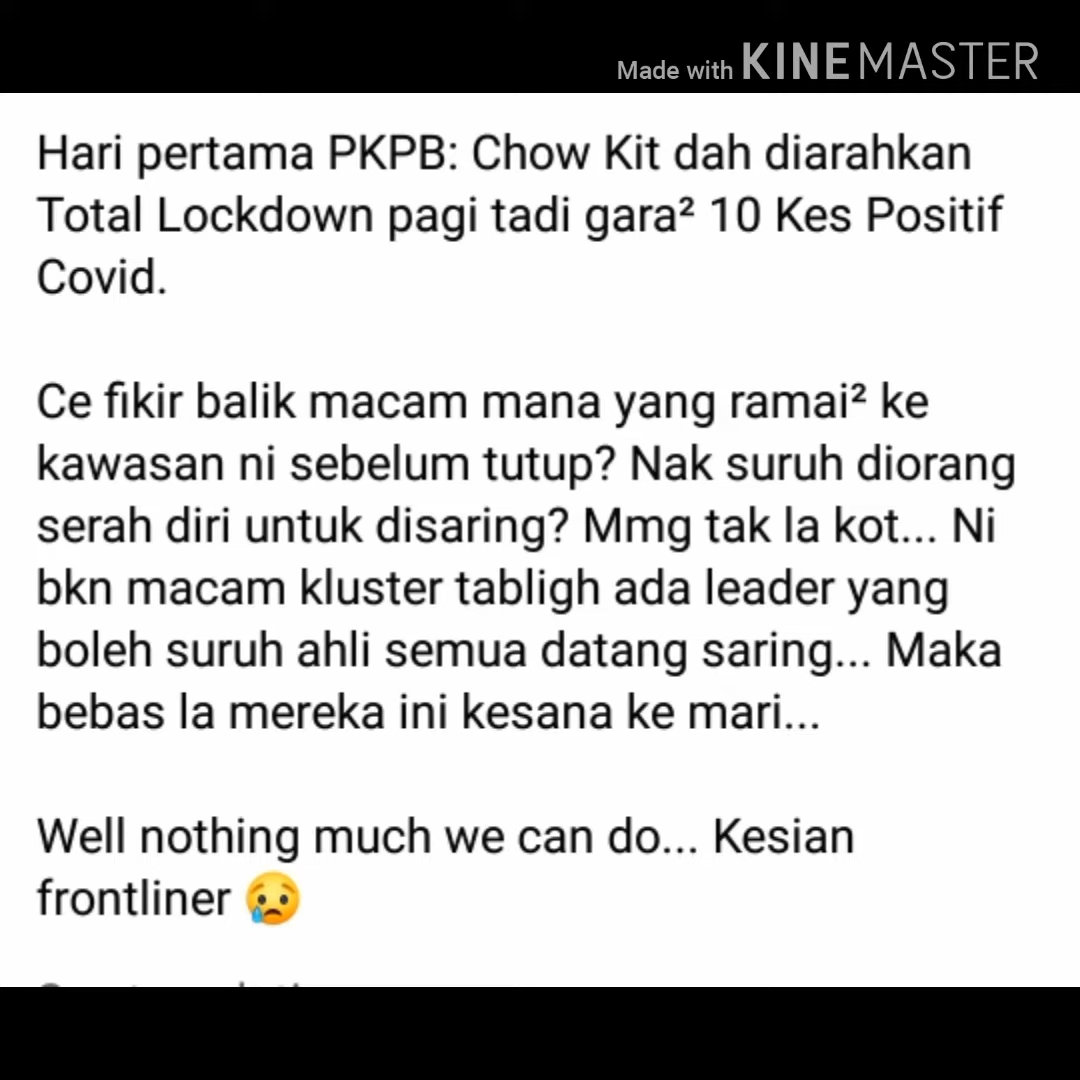 Made with KINEMASTER
Hari pertama PKPB: Chow Kit dah diarahkan
Total Lockdown pagi tadi gara² 10 Kes Positif
Covid.
Ce fikir balik macam mana yang ramai² ke
kawasan ni sebelum tutup? Nak suruh diorang
serah diri untuk disaring? Mmg tak la kot... Ni
bkn macam kluster tabligh ada leader yang
boleh suruh ahli semua datang saring... Maka
bebas la mereka ini kesana ke mari...
Well nothing much we can do... Kesian
frontliner 😢